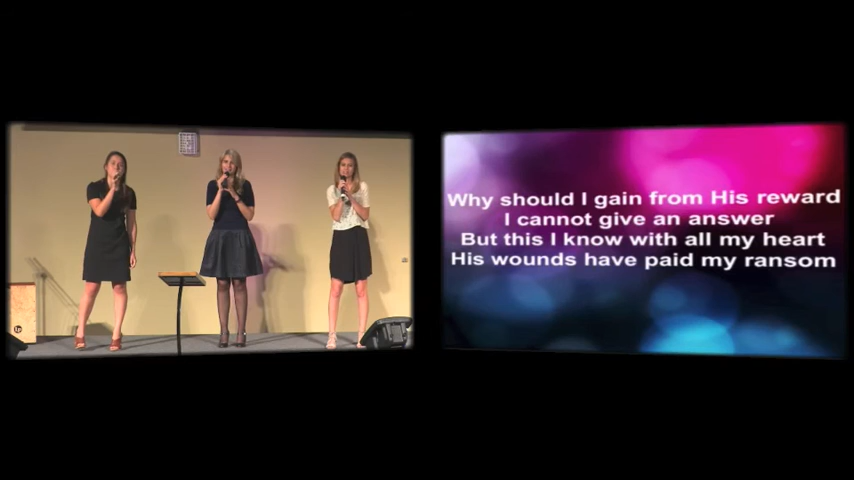 Why should I gain from His reward
I cannot give an answer
But this I know with all my heart
His wounds have paid my ransom